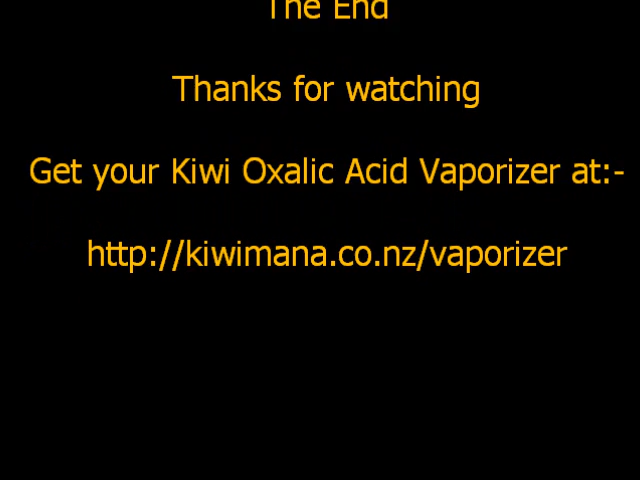 The End
Thanks for watching
Get your Kiwi Oxalic Acid Vaporizer at:-
http://kiwimana.co.nz/vaporizer